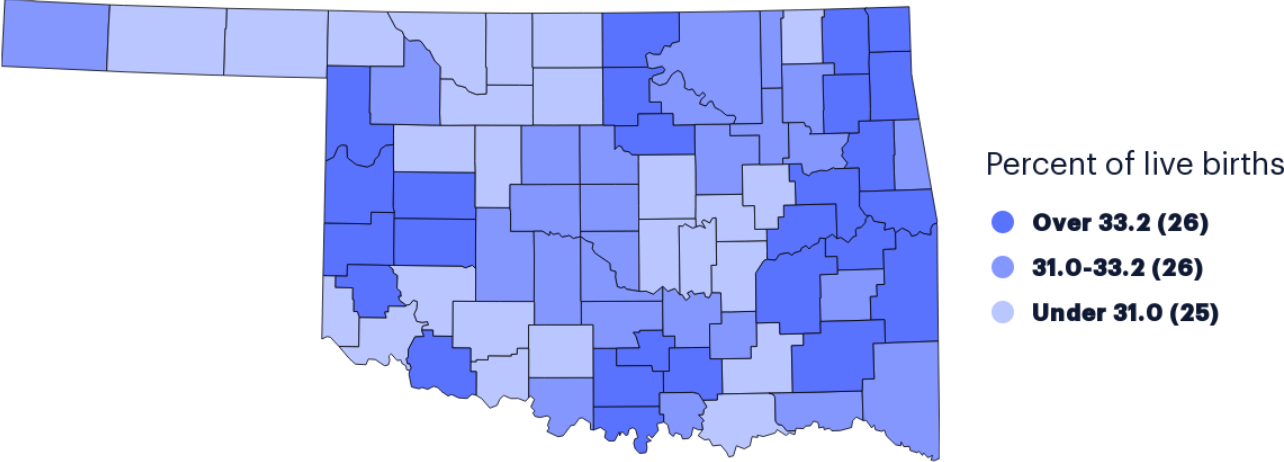 Percent of live births
Over 33.2 (26)
31.0-33.2 (26)
Under 31.0 (25)